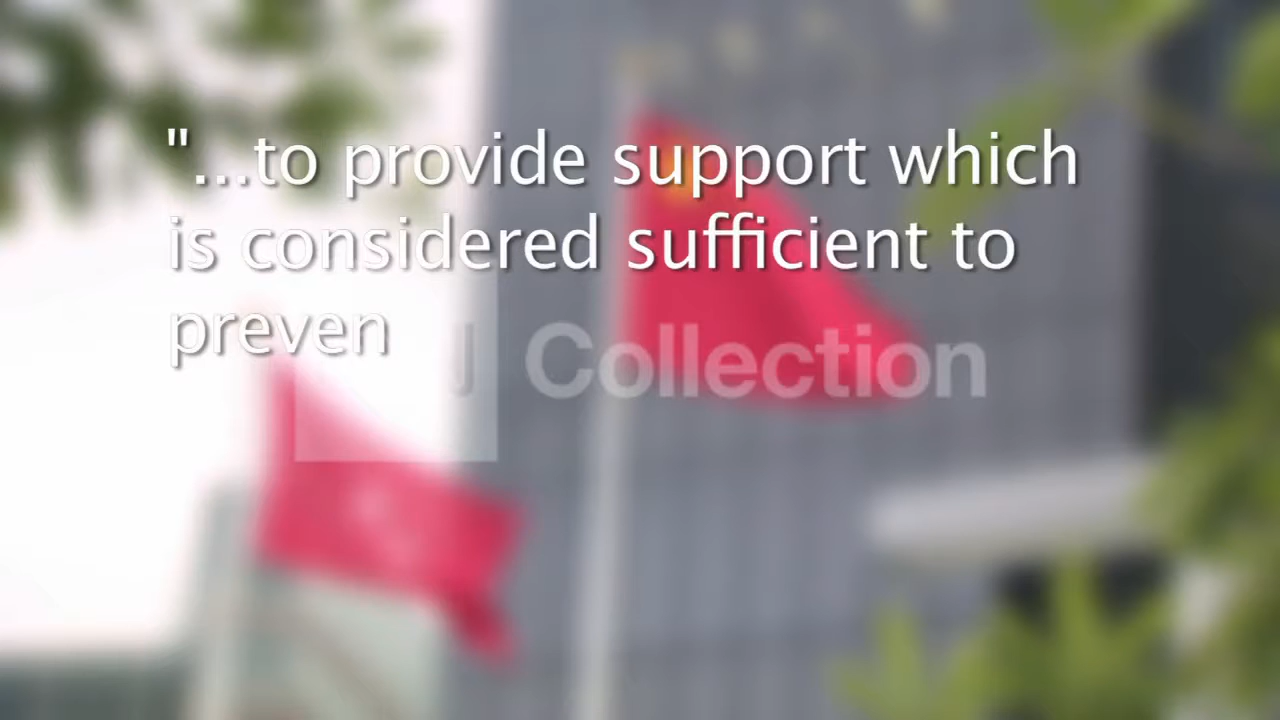 "...to provide support which
is considered sufficient to
preven
Collection